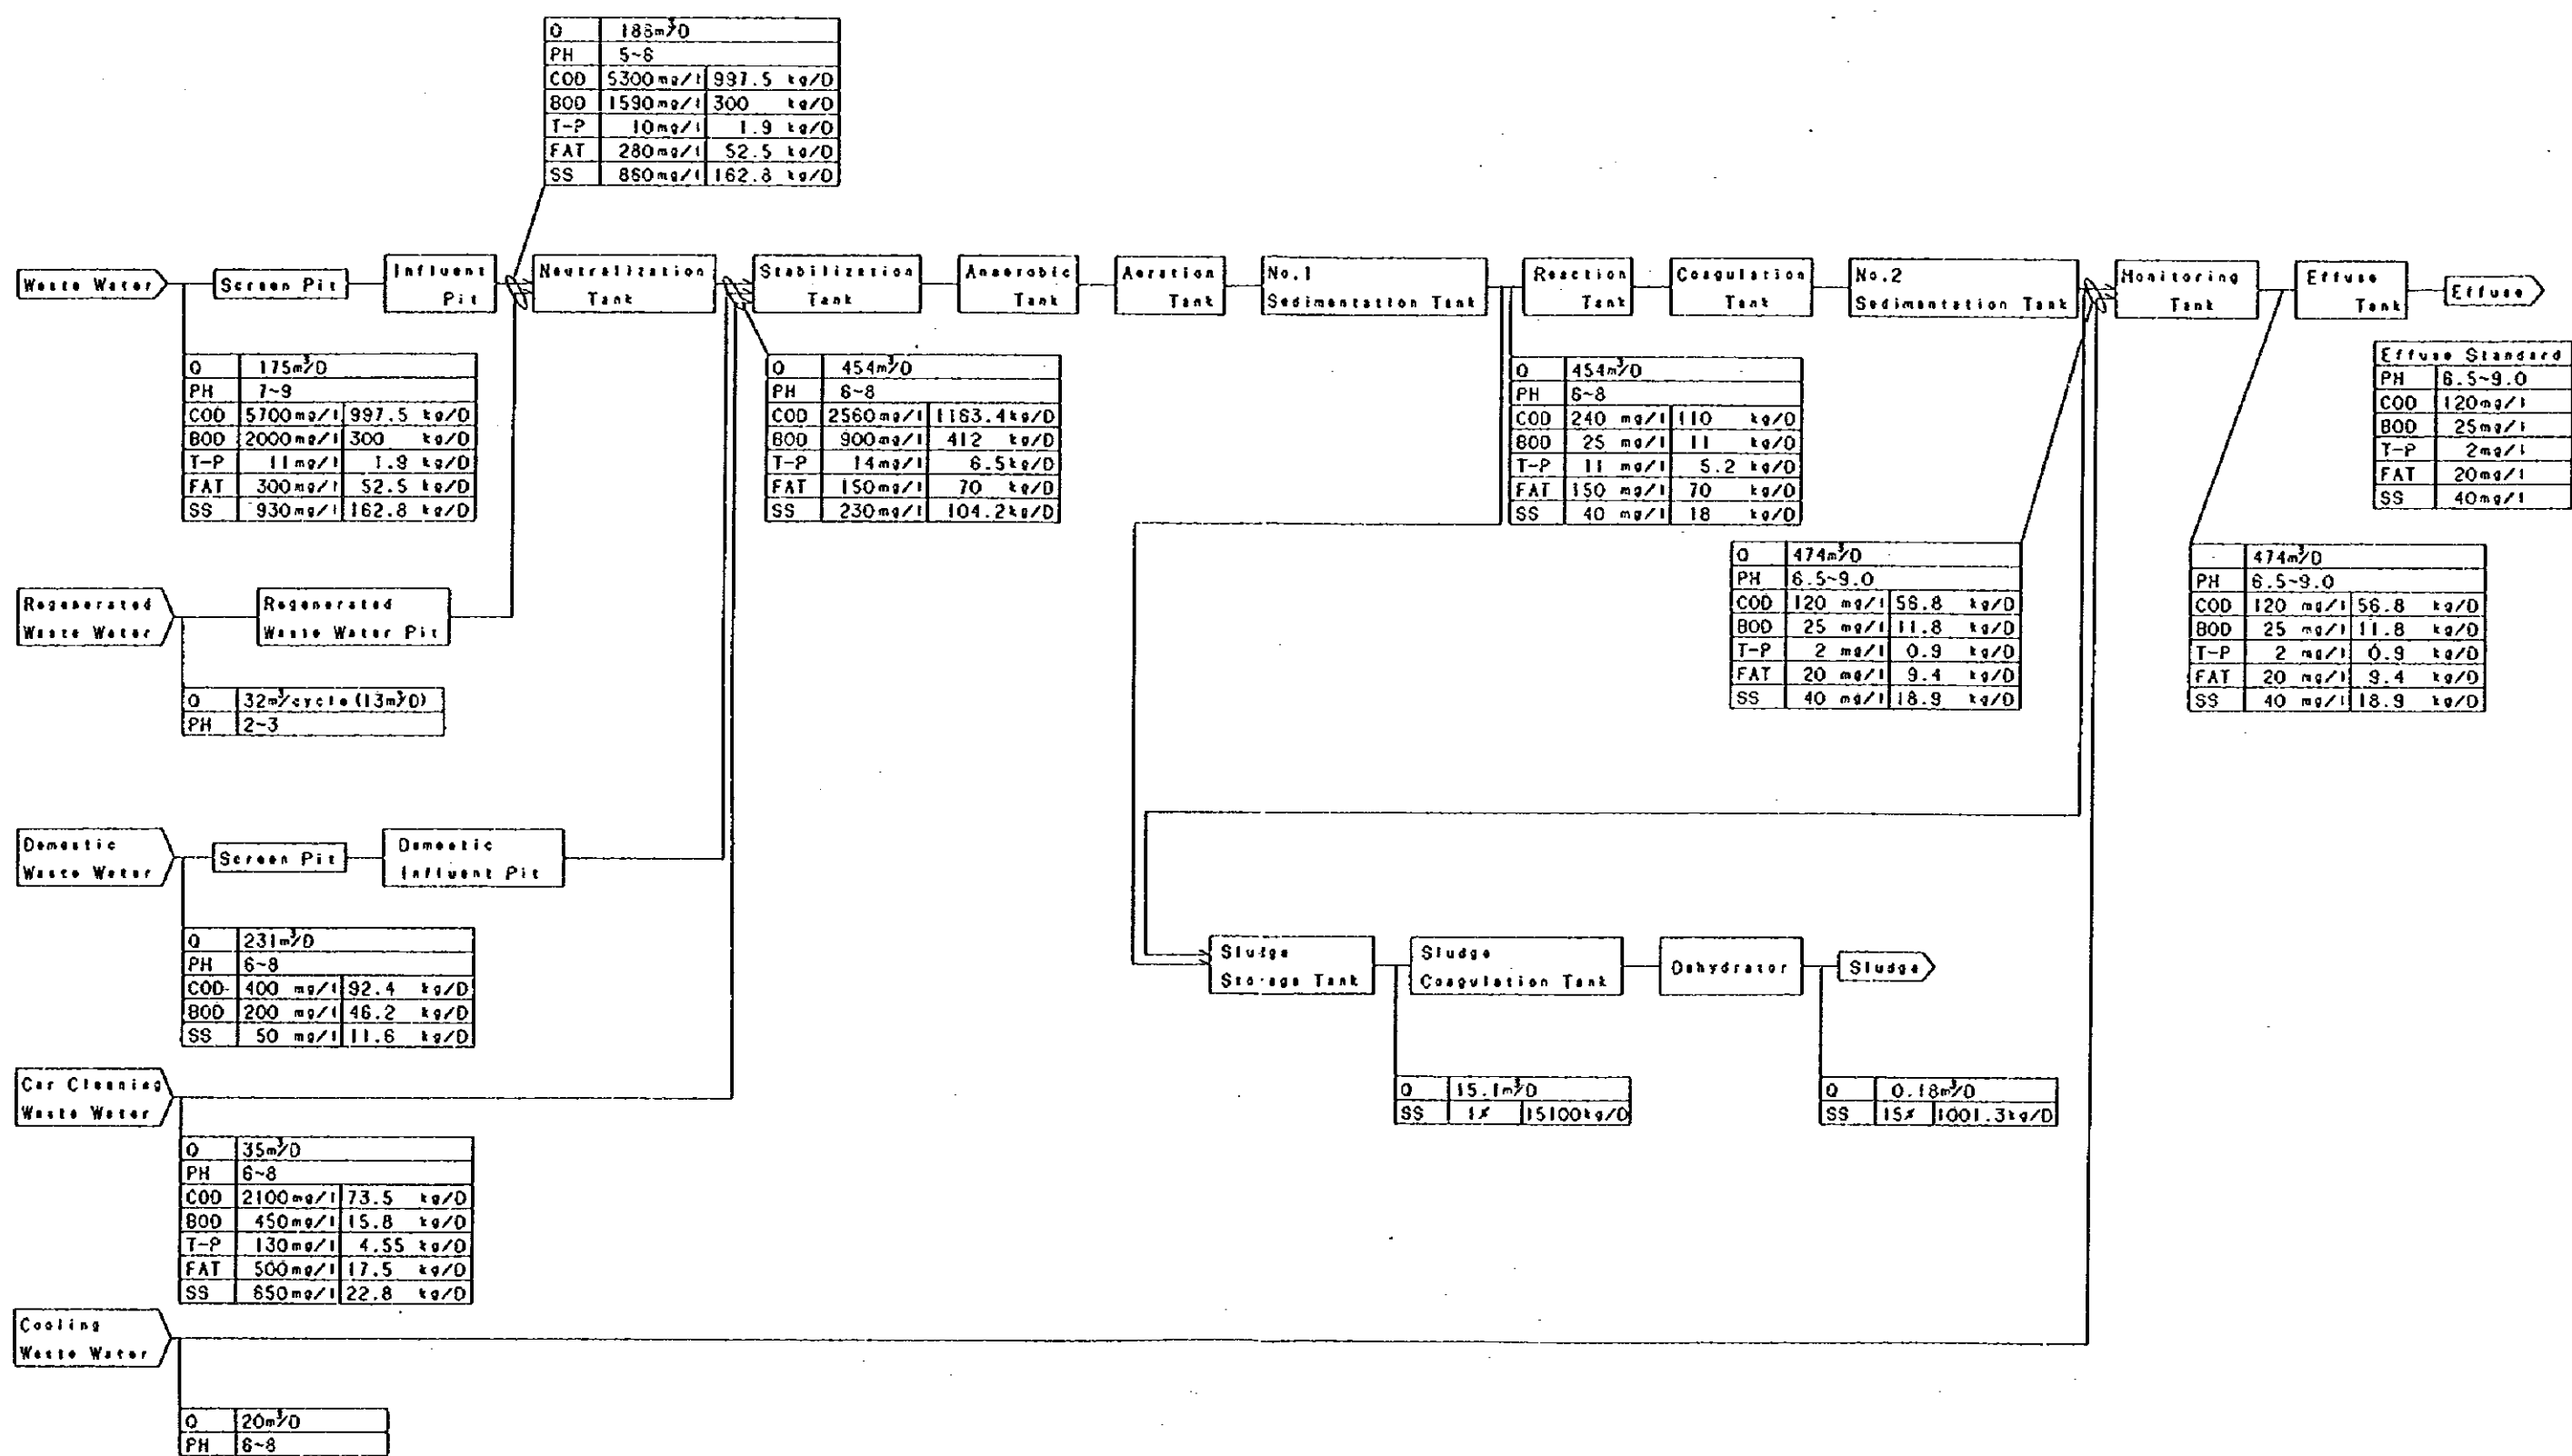 Q 188m³/D
PH 5~8
COD 5300mg/l 997.5 kg/D
BOD 1590mg/l 300 kg/D
T-P 10mg/l 1.9 kg/D
FAT 280mg/l 52.5 kg/D
SS 860mg/l 162.8 kg/D
Waste Water
Screen Pit
Influent
Pit
Neutralization
Tank
Stabilization
Tank
Anaerobic
Tank
Aeration
Tank
No.1
Sedimentation Tank
Reaction
Tank
Coagulation
Tank
No.2
Sedimentation Tank
Monitoring
Tank
Effuse
Tank
Effuse
Q 175m³/D
PH 7~9
COD 5700mg/l 997.5 kg/D
BOD 2000mg/l 300 kg/D
T-P 11mg/l 1.9 kg/D
FAT 300mg/l 52.5 kg/D
SS 930mg/l 162.8 kg/D
Q 454m³/D
PH 6~8
COD 2560mg/l 1163.4kg/D
BOD 900mg/l 412 kg/D
T-P 14mg/l 6.5kg/D
FAT 150mg/l 70 kg/D
SS 230mg/l 104.2kg/D
Q 454m³/D
PH 6~8
COD 240 mg/l 110 kg/D
BOD 25 mg/l 11 kg/D
T-P 11 mg/l 5.2 kg/D
FAT 150 mg/l 70 kg/D
SS 40 mg/l 18 kg/D
Effuse Standard
PH 6.5~9.0
COD 120mg/l
BOD 25mg/l
T-P 2mg/l
FAT 20mg/l
SS 40mg/l
Q 474m³/D
PH 6.5~9.0
COD 120 mg/l 56.8 kg/D
BOD 25 mg/l 11.8 kg/D
T-P 2 mg/l 0.9 kg/D
FAT 20 mg/l 9.4 kg/D
SS 40 mg/l 18.9 kg/D
474m³/D
PH 6.5~9.0
COD 120 mg/l 56.8 kg/D
BOD 25 mg/l 11.8 kg/D
T-P 2 mg/l 0.9 kg/D
FAT 20 mg/l 9.4 kg/D
SS 40 mg/l 18.9 kg/D
Regenerated
Waste Water
Regenerated
Waste Water Pit
Q 32m³/cycle(13m³/D)
PH 2~3
Domestic
Waste Water
Screen Pit
Domestic
Influent Pit
Q 231m³/D
PH 6~8
COD 400 mg/l 92.4 kg/D
BOD 200 mg/l 46.2 kg/D
SS 50 mg/l 11.6 kg/D
Sludge
Storage Tank
Sludge
Coagulation Tank
Dehydrator
Sludge
Q 15.1m³/D
SS 1% 15100kg/D
Q 0.18m³/D
SS 15% 1001.3kg/D
Car Cleaning
Waste Water
Q 35m³/D
PH 6~8
COD 2100mg/l 73.5 kg/D
BOD 450mg/l 15.8 kg/D
T-P 130mg/l 4.55 kg/D
FAT 500mg/l 17.5 kg/D
SS 650mg/l 22.8 kg/D
Cooling
Waste Water
Q 20m³/D
PH 6~8